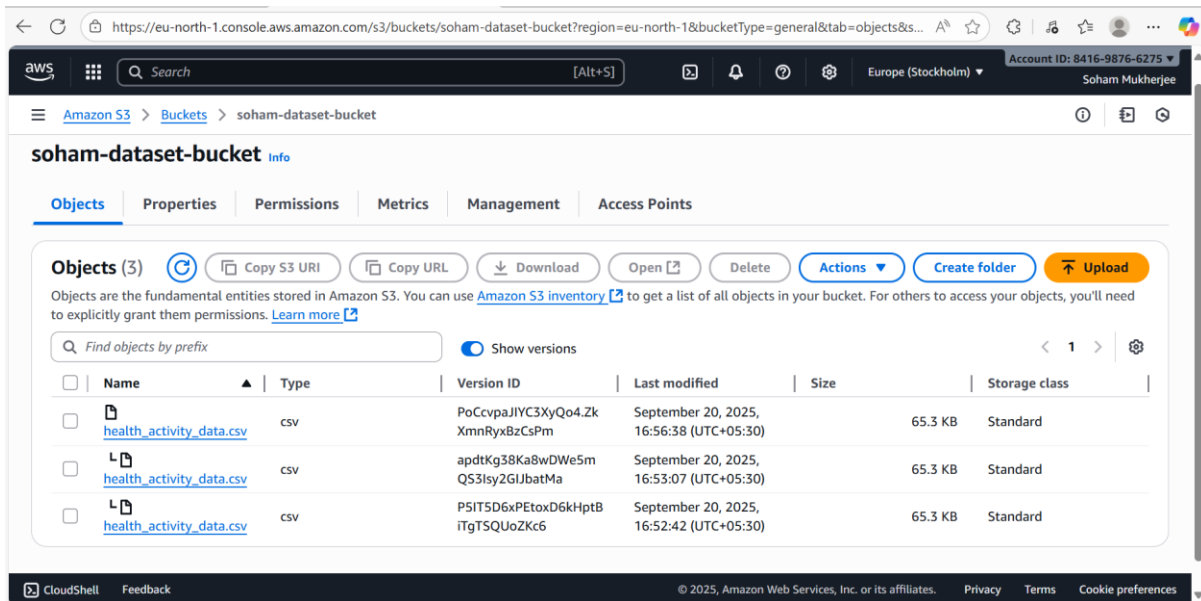 https://eu-north-1.console.aws.amazon.com/s3/buckets/soham-dataset-bucket?region=eu-north-1&bucketType=general&tab=objects&s...
aws Search [Alt+S] Europe (Stockholm) Account ID: 8416-9876-6275
Soham Mukherjee
Amazon S3 > Buckets > soham-dataset-bucket
soham-dataset-bucket Info
Objects Properties Permissions Metrics Management Access Points
Objects (3) Copy S3 URI Copy URL Download Open Delete Actions Create folder Upload
Objects are the fundamental entities stored in Amazon S3. You can use Amazon S3 inventory to get a list of all objects in your bucket. For others to access your objects, you'll need
to explicitly grant them permissions. Learn more
Find objects by prefix Show versions 1
Name Type Version ID Last modified Size Storage class
health_activity_data.csv csv PoCcvpaJIYC3XyQo4.Zk September 20, 2025, 65.3 KB Standard
XmnRyxBzCsPm 16:56:38 (UTC+05:30)
health_activity_data.csv csv apdtKg38Ka8wDWe5m September 20, 2025, 65.3 KB Standard
QS3Isy2GIJbatMa 16:53:07 (UTC+05:30)
health_activity_data.csv csv P5IT5D6xPEtoxD6kHptB September 20, 2025, 65.3 KB Standard
iTgTSQUoZKc6 16:52:42 (UTC+05:30)
CloudShell Feedback © 2025, Amazon Web Services, Inc. or its affiliates. Privacy Terms Cookie preferences